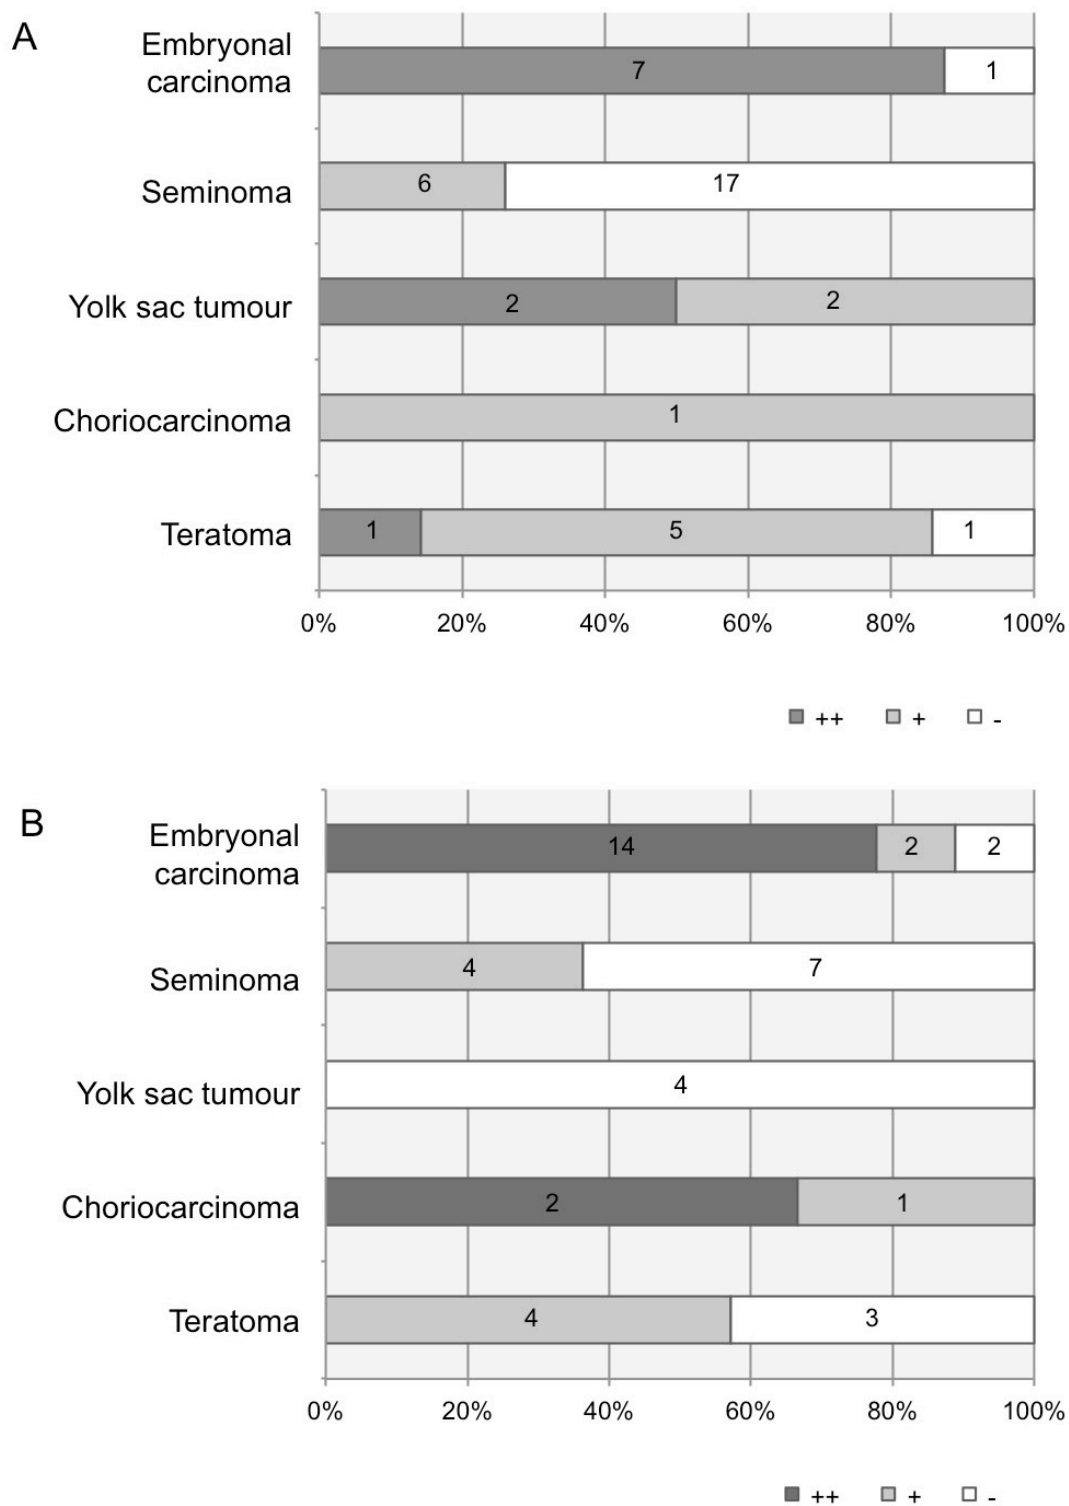 A
Embryonal
carcinoma
7 1
Seminoma
6 17
Yolk sac tumour
2 2
Choriocarcinoma
1
Teratoma
1 5 1
0% 20% 40% 60% 80% 100%
++ + -
B
Embryonal
carcinoma
14 2 2
Seminoma
4 7
Yolk sac tumour
4
Choriocarcinoma
2 1
Teratoma
4 3
0% 20% 40% 60% 80% 100%
++ + -